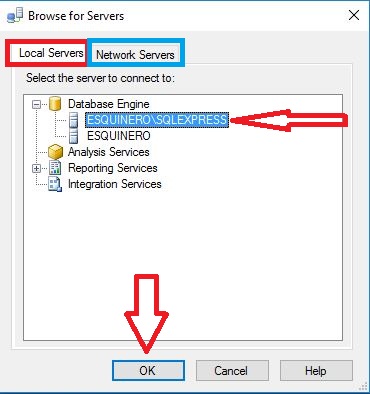 Browse for Servers
Local Servers Network Servers
Select the server to connect to:
Database Engine
ESQUINERO\SQLEXPRESS
ESQUINERO
Analysis Services
Reporting Services
Integration Services
OK Cancel Help